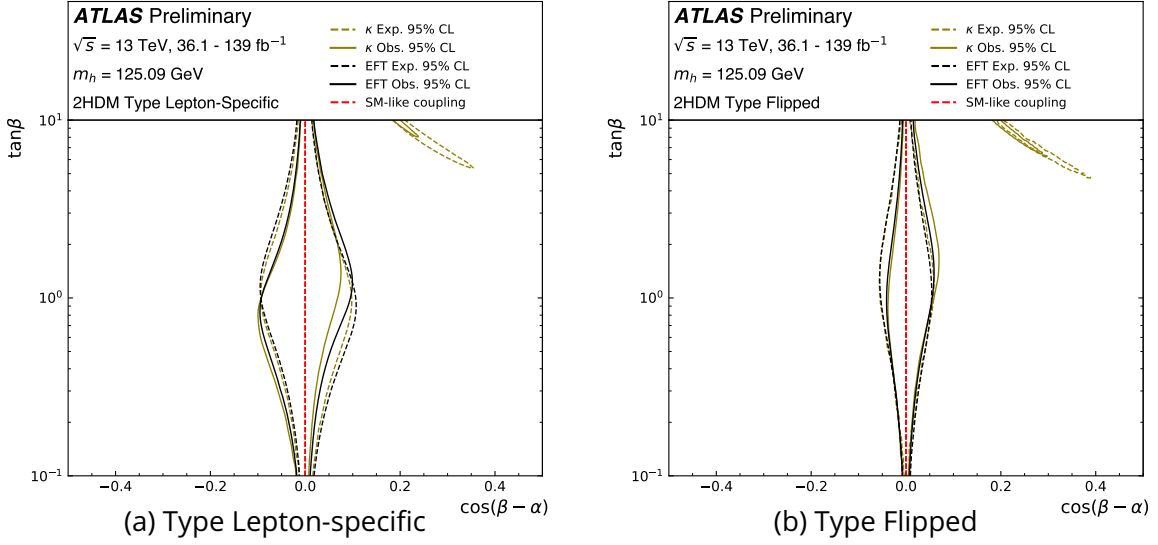 ATLAS Preliminary
√s = 13 TeV, 36.1 - 139 fb⁻¹
m_h = 125.09 GeV
2HDM Type Lepton-Specific
κ Exp. 95% CL
κ Obs. 95% CL
EFT Exp. 95% CL
EFT Obs. 95% CL
SM-like coupling
tanβ
10¹
10⁰
10⁻¹
−0.4 −0.2 0.0 0.2 0.4
cos(β − α)
(a) Type Lepton-specific
ATLAS Preliminary
√s = 13 TeV, 36.1 - 139 fb⁻¹
m_h = 125.09 GeV
2HDM Type Flipped
κ Exp. 95% CL
κ Obs. 95% CL
EFT Exp. 95% CL
EFT Obs. 95% CL
SM-like coupling
tanβ
10¹
10⁰
10⁻¹
−0.4 −0.2 0.0 0.2 0.4
cos(β − α)
(b) Type Flipped